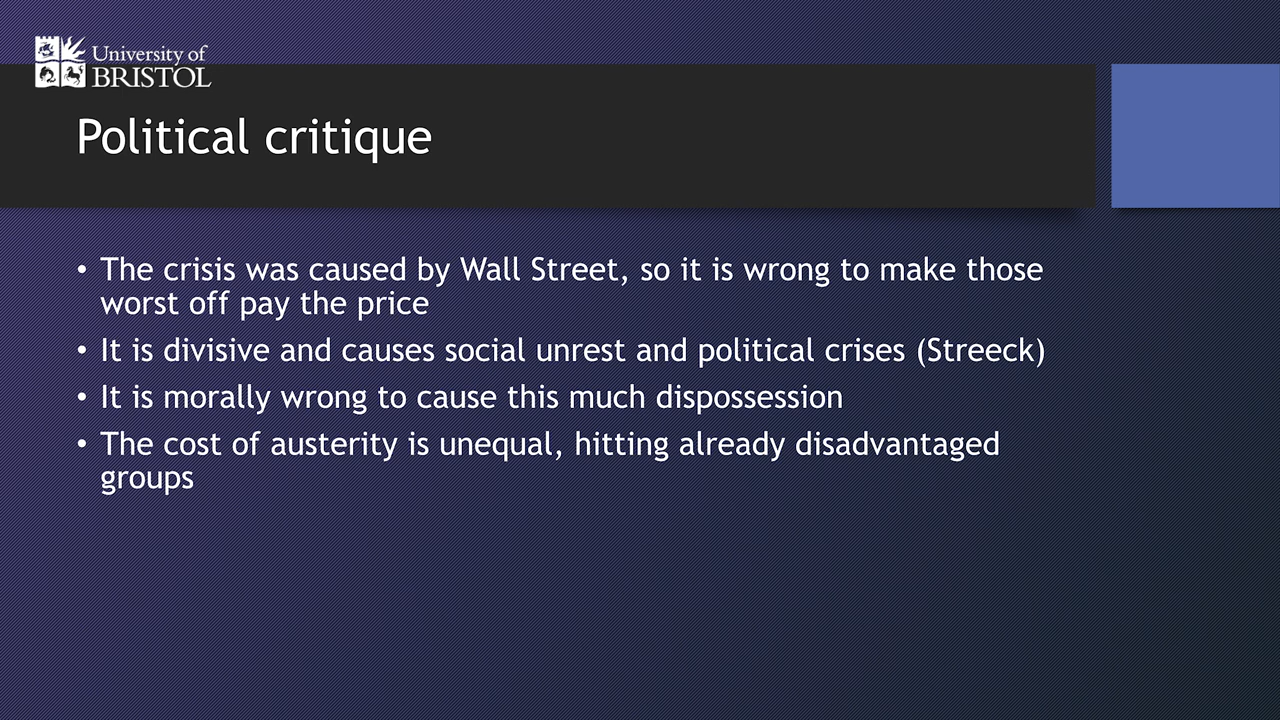 University of
BRISTOL
Political critique
• The crisis was caused by Wall Street, so it is wrong to make those
worst off pay the price
• It is divisive and causes social unrest and political crises (Streeck)
• It is morally wrong to cause this much dispossession
• The cost of austerity is unequal, hitting already disadvantaged
groups